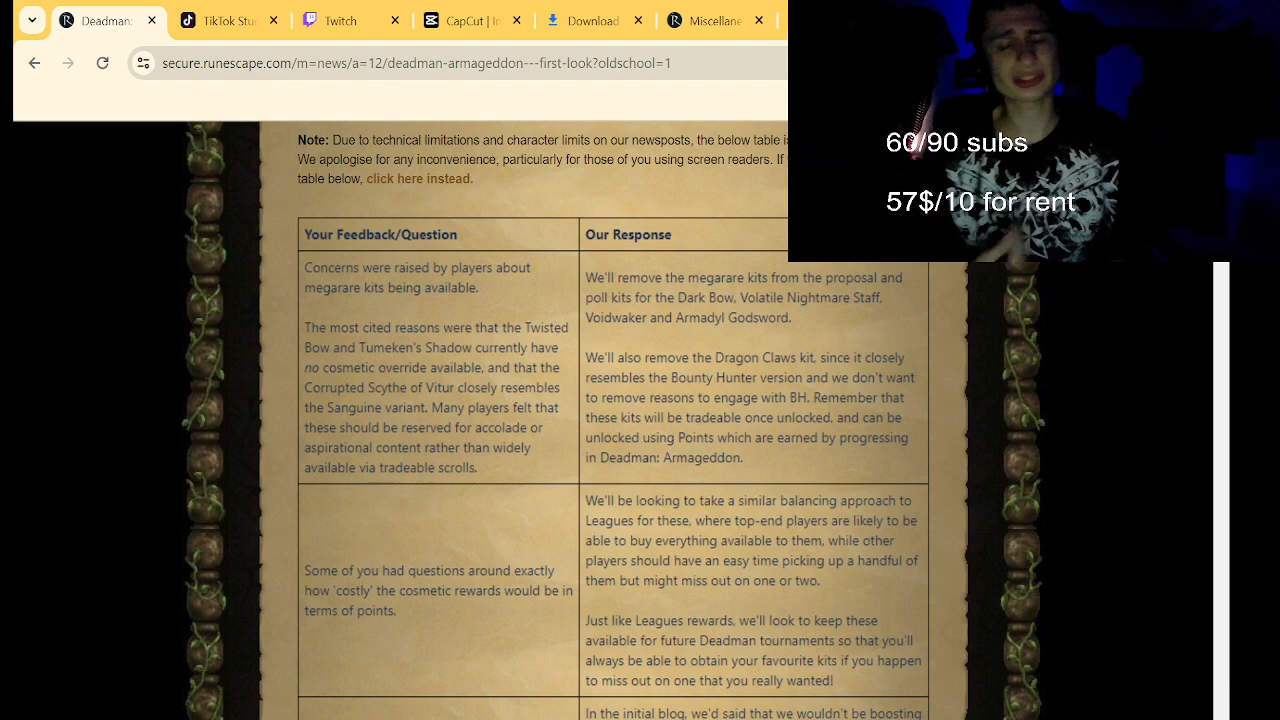 Deadman:
TikTok Stu
Twitch
CapCut | In
Download
Miscellane
secure.runescape.com/m=news/a=12/deadman-armageddon---first-look?oldschool=1
60/90 subs
57$/10 for rent
Note: Due to technical limitations and character limits on our newsposts, the below table is
We apologise for any inconvenience, particularly for those of you using screen readers. If
table below, click here instead.
Your Feedback/Question
Our Response
Concerns were raised by players about
megarare kits being available.
The most cited reasons were that the Twisted
Bow and Tumeken's Shadow currently have
no cosmetic override available, and that the
Corrupted Scythe of Vitur closely resembles
the Sanguine variant. Many players felt that
these should be reserved for accolade or
aspirational content rather than widely
available via tradeable scrolls.
We'll remove the megarare kits from the proposal and
poll kits for the Dark Bow, Volatile Nightmare Staff,
Voidwaker and Armadyl Godsword.
We'll also remove the Dragon Claws kit, since it closely
resembles the Bounty Hunter version and we don't want
to remove reasons to engage with BH. Remember that
these kits will be tradeable once unlocked, and can be
unlocked using Points which are earned by progressing
in Deadman: Armageddon.
Some of you had questions around exactly
how 'costly' the cosmetic rewards would be in
terms of points.
We'll be looking to take a similar balancing approach to
Leagues for these, where top-end players are likely to be
able to buy everything available to them, while other
players should have an easy time picking up a handful of
them but might miss out on one or two.
Just like Leagues rewards, we'll look to keep these
available for future Deadman tournaments so that you'll
always be able to obtain your favourite kits if you happen
to miss out on one that you really wanted!
In the initial blog, we'd said that we wouldn't be boosting